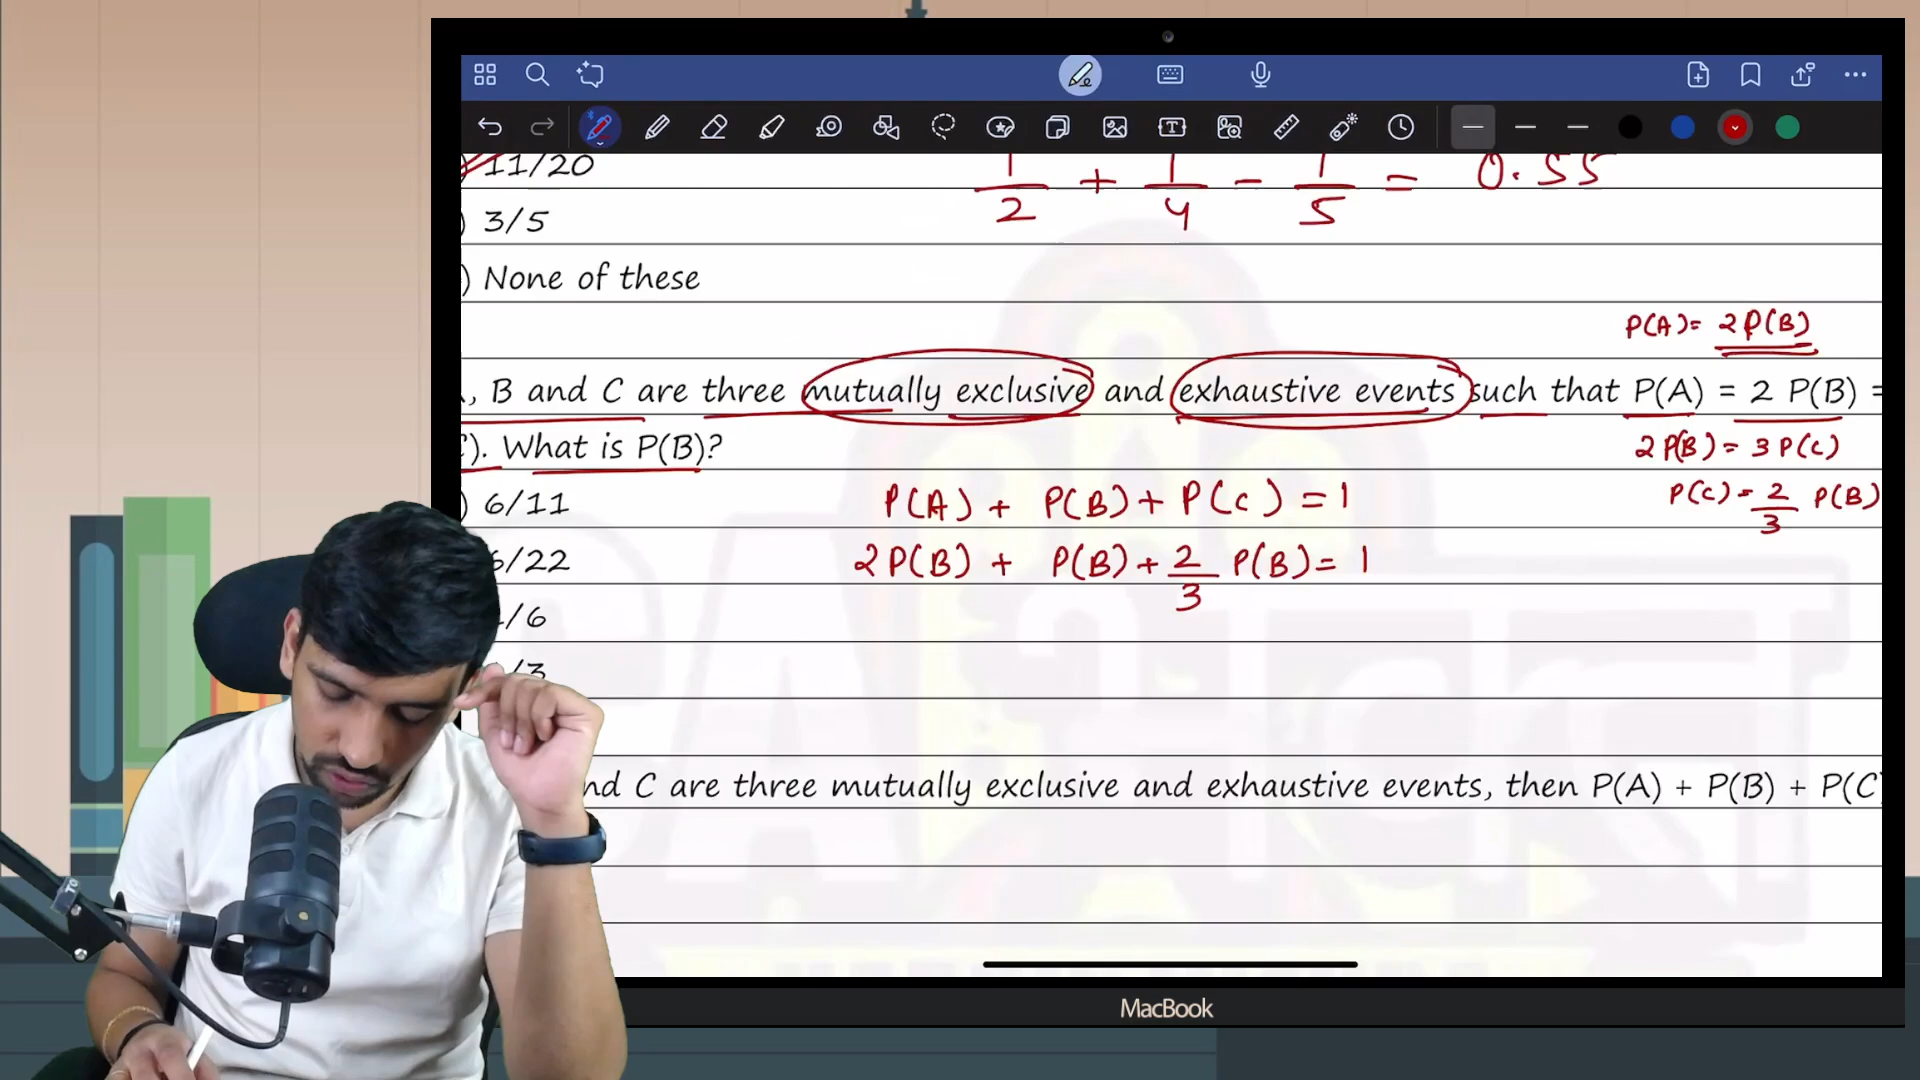 11/20
1/2 + 1/4 - 1/5 = 0.55
) 3/5
) None of these
P(A) = 2P(B)
, B and C are three mutually exclusive and exhaustive events such that P(A) = 2 P(B) =
). What is P(B)?
2P(B) = 3P(C)
P(C) = 2/3 P(B)
) 6/11
P(A) + P(B) + P(C) = 1
6/22
2P(B) + P(B) + 2/3 P(B) = 1
/6
/3
nd C are three mutually exclusive and exhaustive events, then P(A) + P(B) + P(C
MacBook